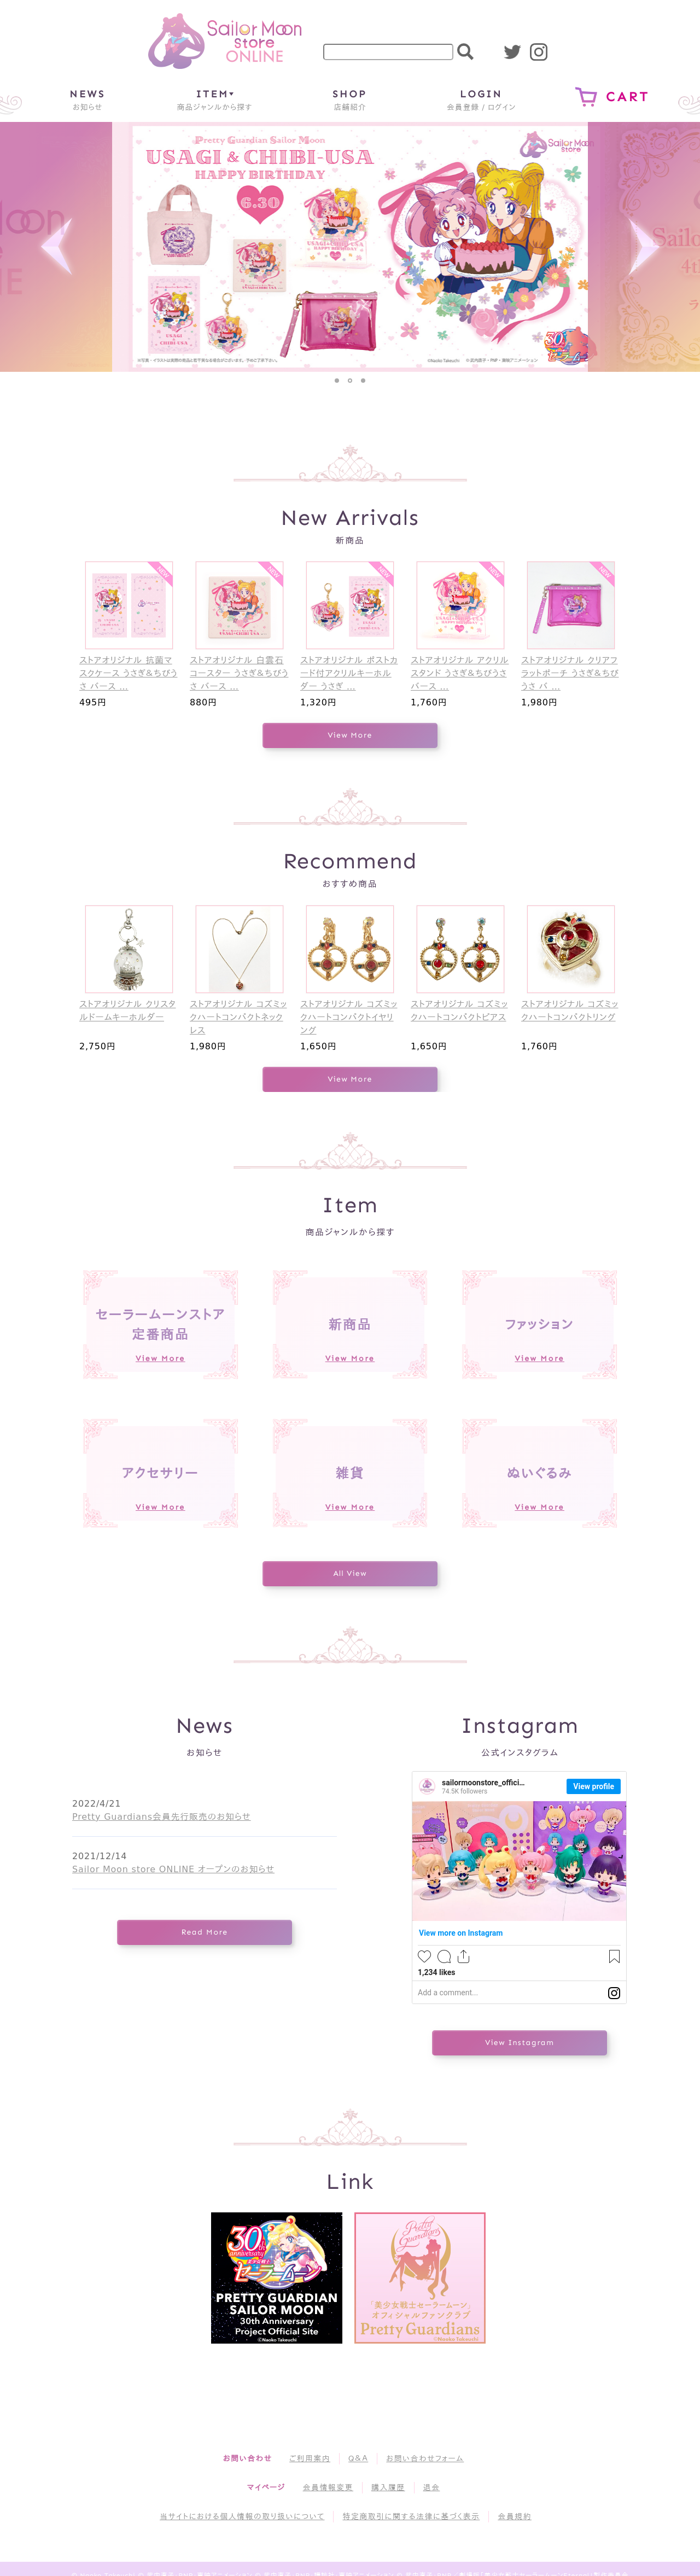 Sailor Moon
store
ONLINE
NEWS
お知らせ
ITEM▾
商品ジャンルから探す
SHOP
店舗紹介
LOGIN
会員登録 / ログイン
CART
Pretty Guardian Sailor Moon
USAGI & CHIBI-USA
HAPPY BIRTHDAY
6.30
Sailor Moon
store
New Arrivals
新商品
ストアオリジナル 抗菌マスクケース うさぎ&ちびうさ バース ...
495円
ストアオリジナル 白雲石コースター うさぎ&ちびうさ バース ...
880円
ストアオリジナル ポストカード付アクリルキーホルダー うさぎ ...
1,320円
ストアオリジナル アクリルスタンド うさぎ&ちびうさ バース ...
1,760円
ストアオリジナル クリアフラットポーチ うさぎ&ちびうさ バ ...
1,980円
View More
Recommend
おすすめ商品
ストアオリジナル クリスタルドームキーホルダー
2,750円
ストアオリジナル コズミックハートコンパクトネックレス
1,980円
ストアオリジナル コズミックハートコンパクトイヤリング
1,650円
ストアオリジナル コズミックハートコンパクトピアス
1,650円
ストアオリジナル コズミックハートコンパクトリング
1,760円
View More
Item
商品ジャンルから探す
セーラームーンストア
定番商品
View More
新商品
View More
ファッション
View More
アクセサリー
View More
雑貨
View More
ぬいぐるみ
View More
All View
News
お知らせ
2022/4/21
Pretty Guardians会員先行販売のお知らせ
2021/12/14
Sailor Moon store ONLINE オープンのお知らせ
Read More
Instagram
公式インスタグラム
sailormoonstore_offici...
74.5K followers
View profile
View more on Instagram
1,234 likes
Add a comment...
View Instagram
Link
30th
anniversary
セーラームーン
PRETTY GUARDIAN
SAILOR MOON
30th Anniversary
Project Official Site
©Naoko Takeuchi
Pretty Guardians
「美少女戦士セーラームーン」
オフィシャルファンクラブ
Pretty Guardians
©Naoko Takeuchi
お問い合わせ
ご利用案内
Q&A
お問い合わせフォーム
マイページ
会員情報変更
購入履歴
退会
当サイトにおける個人情報の取り扱いについて
特定商取引に関する法律に基づく表示
会員規約